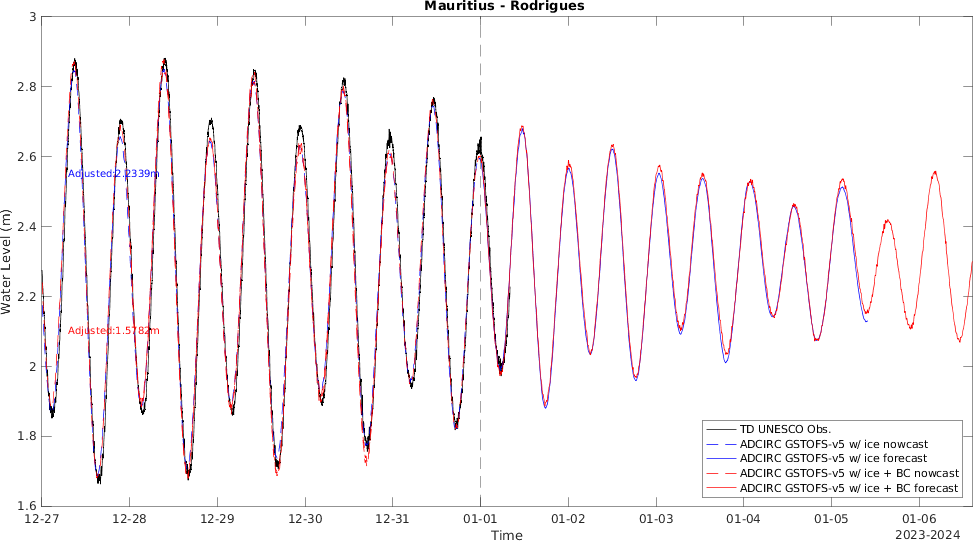 Mauritius - Rodrigues
Water Level (m)
3
2.8
2.6
2.4
2.2
2
1.8
1.6
Adjusted:2.2339m
Adjusted:1.5782m
TD UNESCO Obs.
ADCIRC GSTOFS-v5 w/ ice nowcast
ADCIRC GSTOFS-v5 w/ ice forecast
ADCIRC GSTOFS-v5 w/ ice + BC nowcast
ADCIRC GSTOFS-v5 w/ ice + BC forecast
12-27 12-28 12-29 12-30 12-31 01-01 01-02 01-03 01-04 01-05 01-06
Time
2023-2024